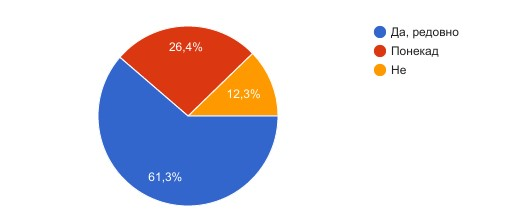 26,4%
12,3%
61,3%
Да, редовно
Понекад
Не